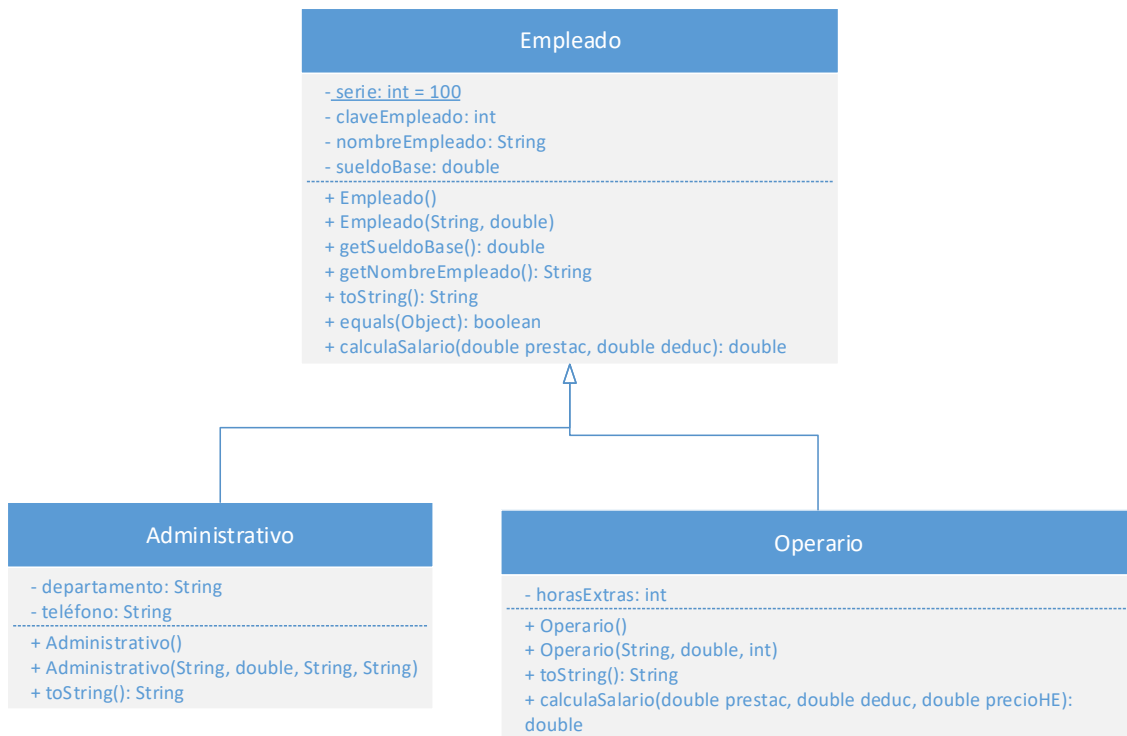 Empleado
- serie: int = 100
- claveEmpleado: int
- nombreEmpleado: String
- sueldoBase: double
+ Empleado()
+ Empleado(String, double)
+ getSueldoBase(): double
+ getNombreEmpleado(): String
+ toString(): String
+ equals(Object): boolean
+ calculaSalario(double prestac, double deduc): double
Administrativo
- departamento: String
- teléfono: String
+ Administrativo()
+ Administrativo(String, double, String, String)
+ toString(): String
Operario
- horasExtras: int
+ Operario()
+ Operario(String, double, int)
+ toString(): String
+ calculaSalario(double prestac, double deduc, double precioHE):
double